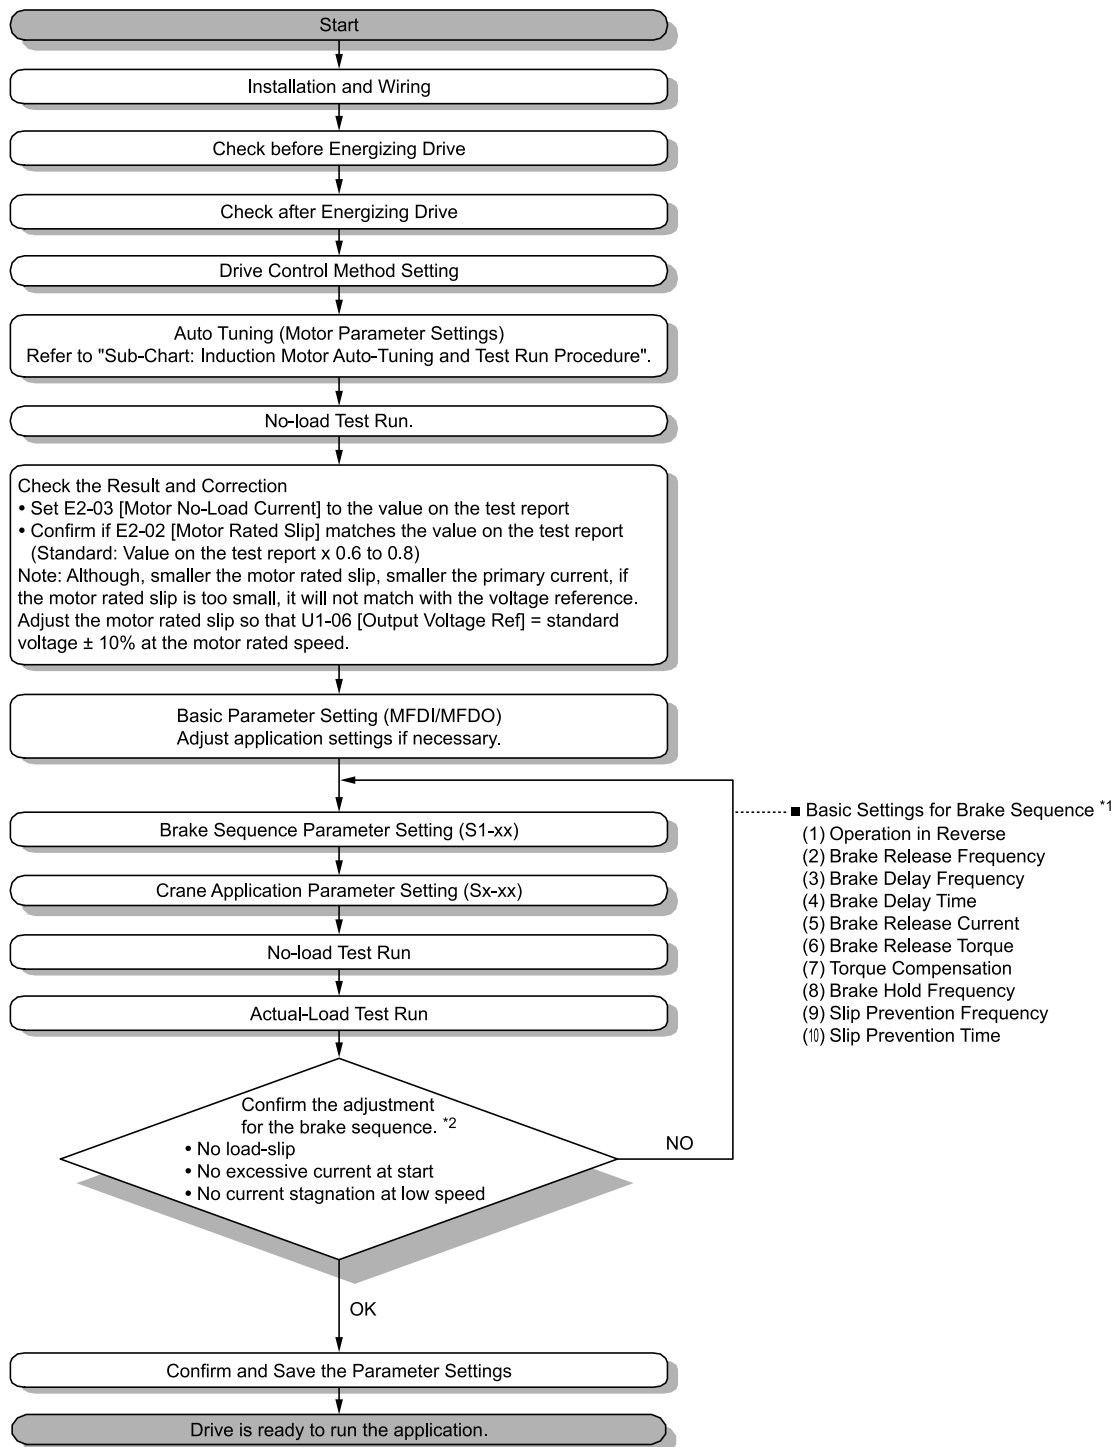 Start
Installation and Wiring
Check before Energizing Drive
Check after Energizing Drive
Drive Control Method Setting
Auto Tuning (Motor Parameter Settings)
Refer to "Sub-Chart: Induction Motor Auto-Tuning and Test Run Procedure".
No-load Test Run.
Check the Result and Correction
• Set E2-03 [Motor No-Load Current] to the value on the test report
• Confirm if E2-02 [Motor Rated Slip] matches the value on the test report
(Standard: Value on the test report x 0.6 to 0.8)
Note: Although, smaller the motor rated slip, smaller the primary current, if
the motor rated slip is too small, it will not match with the voltage reference.
Adjust the motor rated slip so that U1-06 [Output Voltage Ref] = standard
voltage ± 10% at the motor rated speed.
Basic Parameter Setting (MFDI/MFDO)
Adjust application settings if necessary.
Brake Sequence Parameter Setting (S1-xx)
Crane Application Parameter Setting (Sx-xx)
No-load Test Run
Actual-Load Test Run
Confirm the adjustment
for the brake sequence. *2
• No load-slip
• No excessive current at start
• No current stagnation at low speed
NO
OK
■ Basic Settings for Brake Sequence *1
(1) Operation in Reverse
(2) Brake Release Frequency
(3) Brake Delay Frequency
(4) Brake Delay Time
(5) Brake Release Current
(6) Brake Release Torque
(7) Torque Compensation
(8) Brake Hold Frequency
(9) Slip Prevention Frequency
(10) Slip Prevention Time
Confirm and Save the Parameter Settings
Drive is ready to run the application.